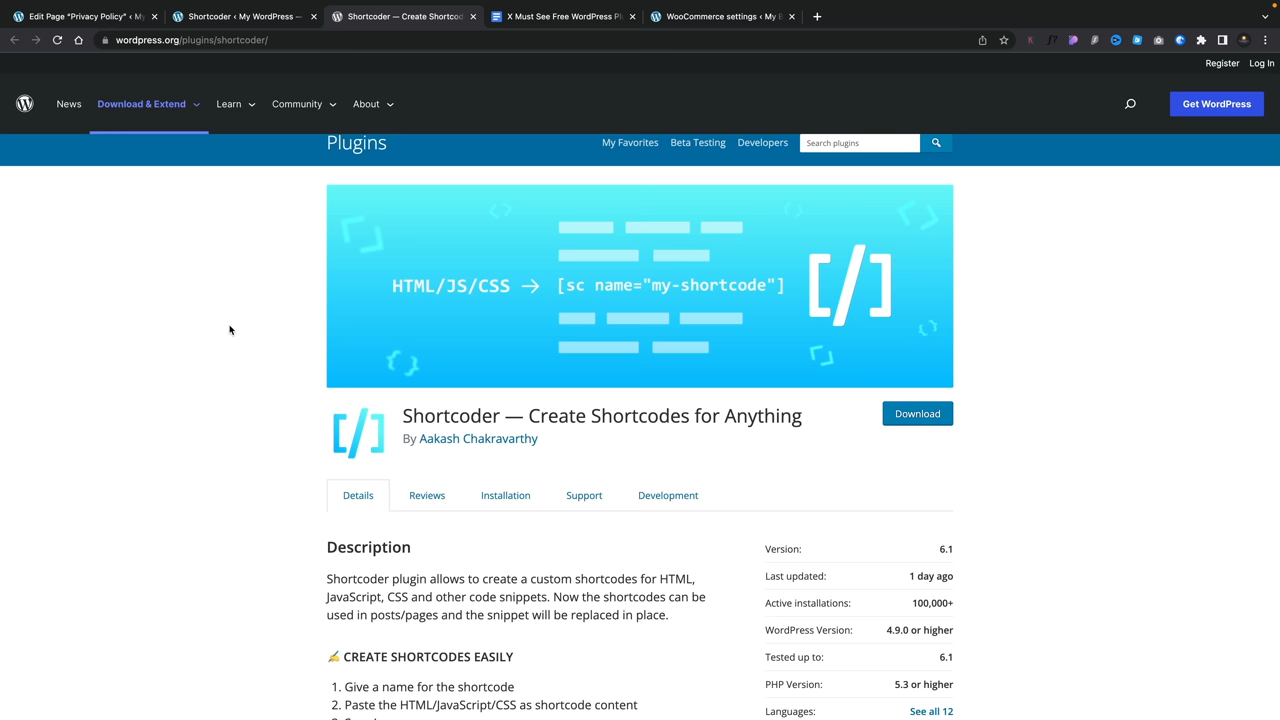 Edit Page "Privacy Policy" ‹ My
Shortcoder ‹ My WordPress —
Shortcoder — Create Shortcod
X Must See Free WordPress Pl
WooCommerce settings ‹ My B
wordpress.org/plugins/shortcoder/
Register Log In
News Download & Extend Learn Community About Get WordPress
Plugins My Favorites Beta Testing Developers Search plugins
HTML/JS/CSS → [sc name="my-shortcode"] [/]
[/] Shortcoder — Create Shortcodes for Anything Download
By Aakash Chakravarthy
Details Reviews Installation Support Development
Description
Shortcoder plugin allows to create a custom shortcodes for HTML,
JavaScript, CSS and other code snippets. Now the shortcodes can be
used in posts/pages and the snippet will be replaced in place.
✍ CREATE SHORTCODES EASILY
1. Give a name for the shortcode
2. Paste the HTML/JavaScript/CSS as shortcode content
Version: 6.1
Last updated: 1 day ago
Active installations: 100,000+
WordPress Version: 4.9.0 or higher
Tested up to: 6.1
PHP Version: 5.3 or higher
Languages: See all 12